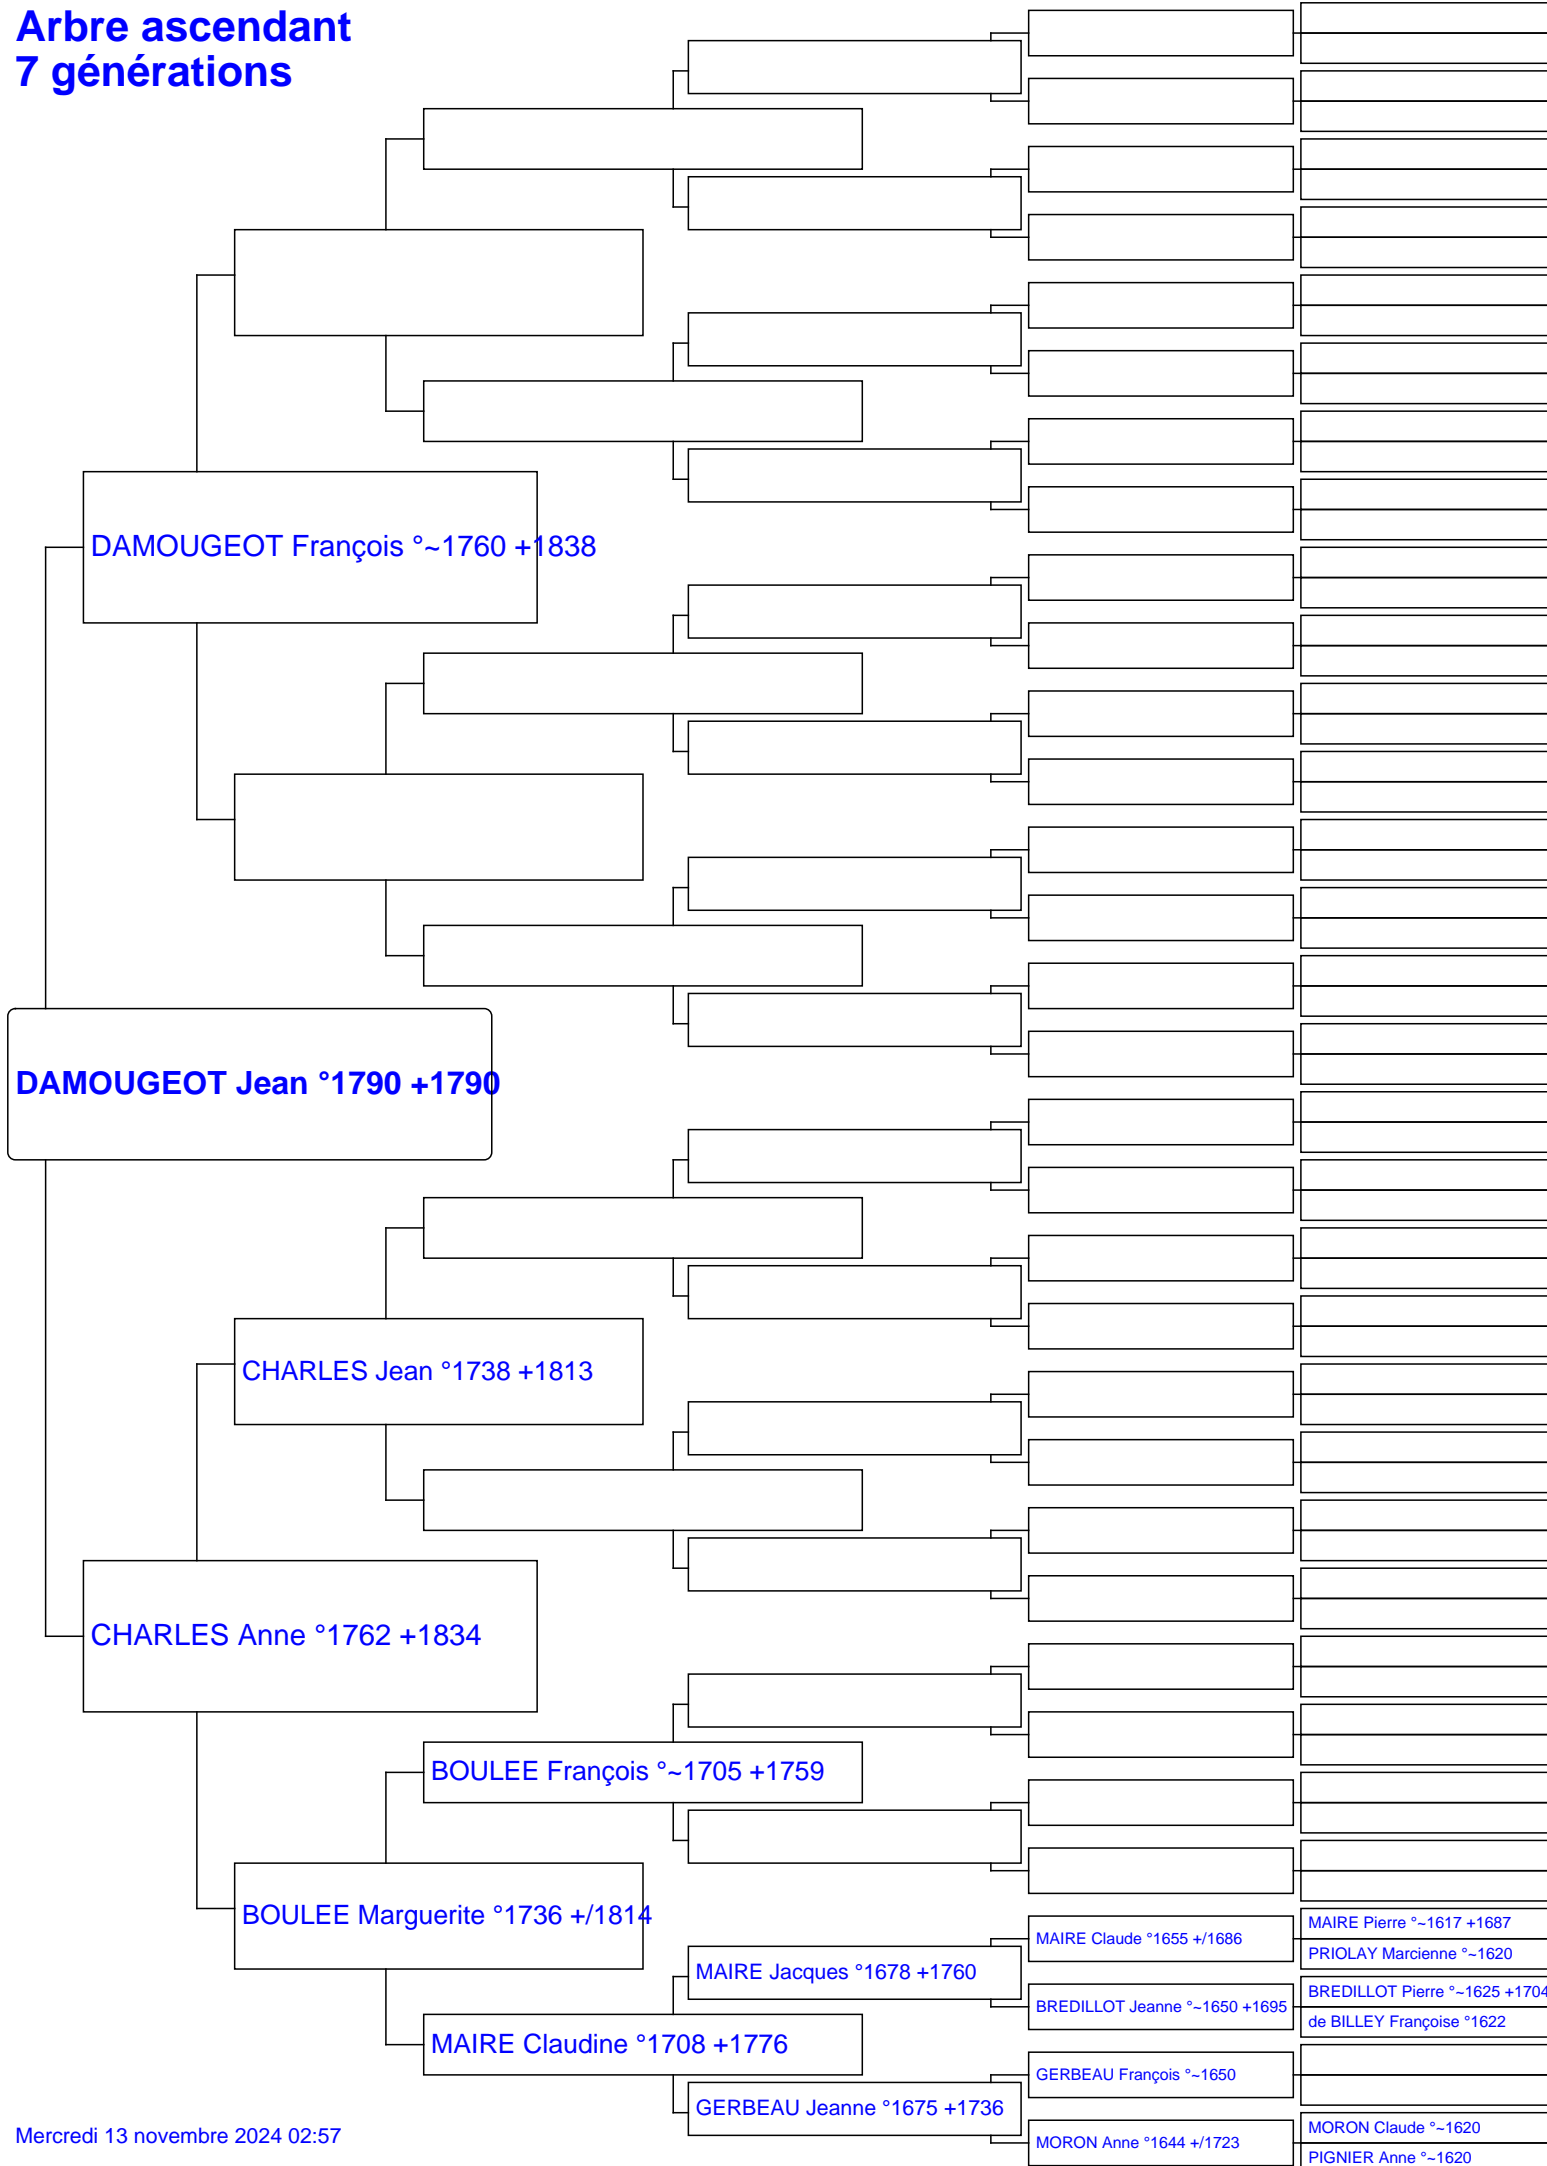 Arbre ascendant
7 générations
DAMOUGEOT François °~1760 +1838
DAMOUGEOT Jean °1790 +1790
CHARLES Jean °1738 +1813
CHARLES Anne °1762 +1834
BOULEE François °~1705 +1759
BOULEE Marguerite °1736 +/1814
MAIRE Pierre °~1617 +1687
MAIRE Claude °1655 +/1686
PRIOLAY Marcienne °~1620
MAIRE Jacques °1678 +1760
BREDILLOT Pierre °~1625 +1704
BREDILLOT Jeanne °~1650 +1695
de BILLEY Françoise °1622
MAIRE Claudine °1708 +1776
GERBEAU François °~1650
GERBEAU Jeanne °1675 +1736
MORON Claude °~1620
MORON Anne °1644 +/1723
PIGNIER Anne °~1620
Mercredi 13 novembre 2024 02:57